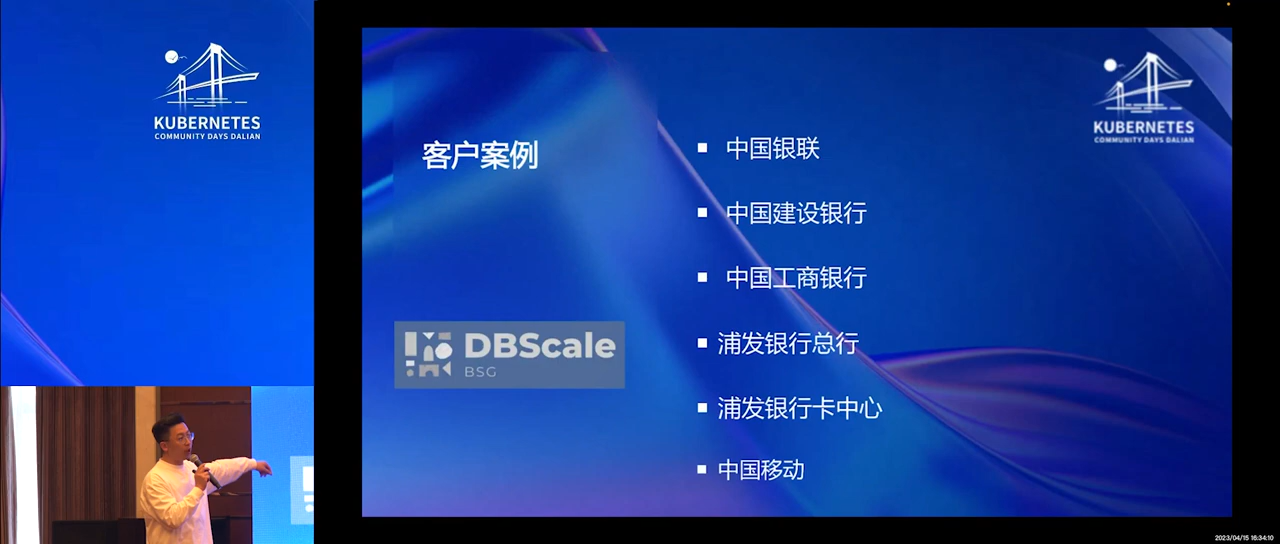 KUBERNETES
COMMUNITY DAYS DALIAN
KUBERNETES
COMMUNITY DAYS DALIAN
客户案例
DBScale
BSG
中国银联
中国建设银行
中国工商银行
浦发银行总行
浦发银行卡中心
中国移动
2023/04/15 16:34:10